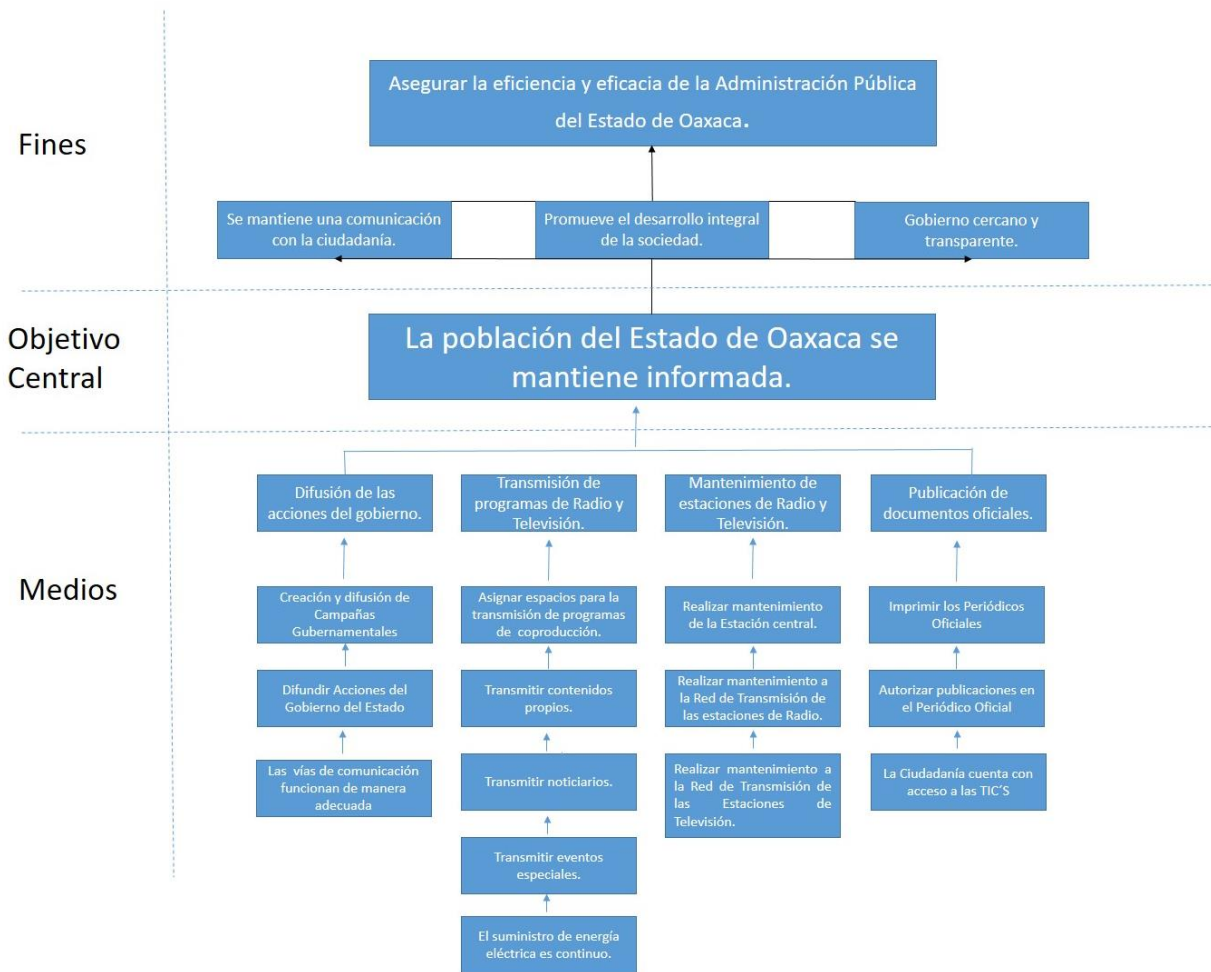 Fines
Asegurar la eficiencia y eficacia de la Administración Pública
del Estado de Oaxaca.
Se mantiene una comunicación
con la ciudadanía.
Promueve el desarrollo integral
de la sociedad.
Gobierno cercano y
transparente.
Objetivo
Central
La población del Estado de Oaxaca se
mantiene informada.
Medios
Difusión de las
acciones del gobierno.
Creación y difusión de
Campañas
Gubernamentales
Difundir Acciones del
Gobierno del Estado
Las vías de comunicación
funcionan de manera
adecuada
Transmisión de
programas de Radio y
Televisión.
Asignar espacios para la
transmisión de programas
de coproducción.
Transmitir contenidos
propios.
Transmitir noticiarios.
Transmitir eventos
especiales.
El suministro de energía
eléctrica es continuo.
Mantenimiento de
estaciones de Radio y
Televisión.
Realizar mantenimiento
de la Estación central.
Realizar mantenimiento a
la Red de Transmisión de
las estaciones de Radio.
Realizar mantenimiento a
la Red de Transmisión de
las Estaciones de
Televisión.
Publicación de
documentos oficiales.
Imprimir los Periódicos
Oficiales
Autorizar publicaciones en
el Periódico Oficial
La Ciudadanía cuenta con
acceso a las TIC´S